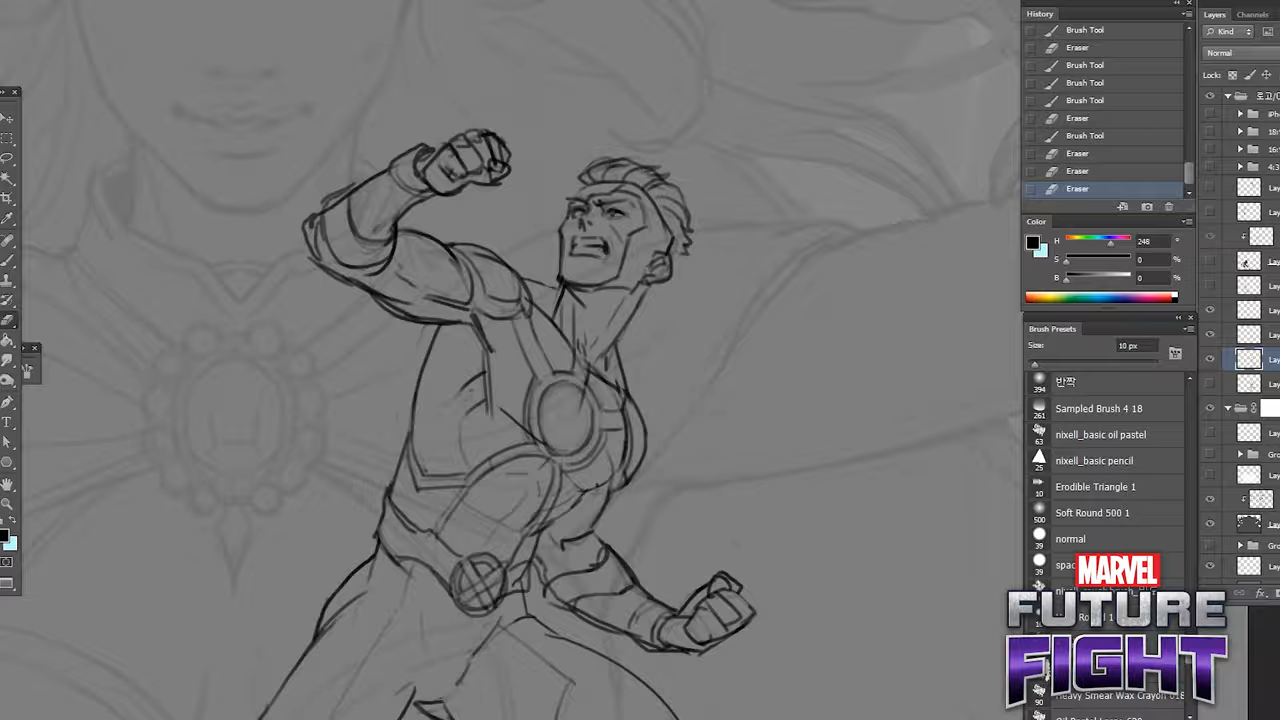 History
Brush Tool
Eraser
Brush Tool
Brush Tool
Brush Tool
Eraser
Brush Tool
Eraser
Eraser
Eraser
Color
H 248 °
S 0 %
B 0 %
Brush Presets
Size: 10 px
394 반짝
261 Sampled Brush 4 18
63 nixell_basic oil pastel
25 nixell_basic pencil
10 Erodible Triangle 1
500 Soft Round 500 1
39 normal
39
90
Layers Channels
Kind
Normal
Lock:
MARVEL
FUTURE
FIGHT